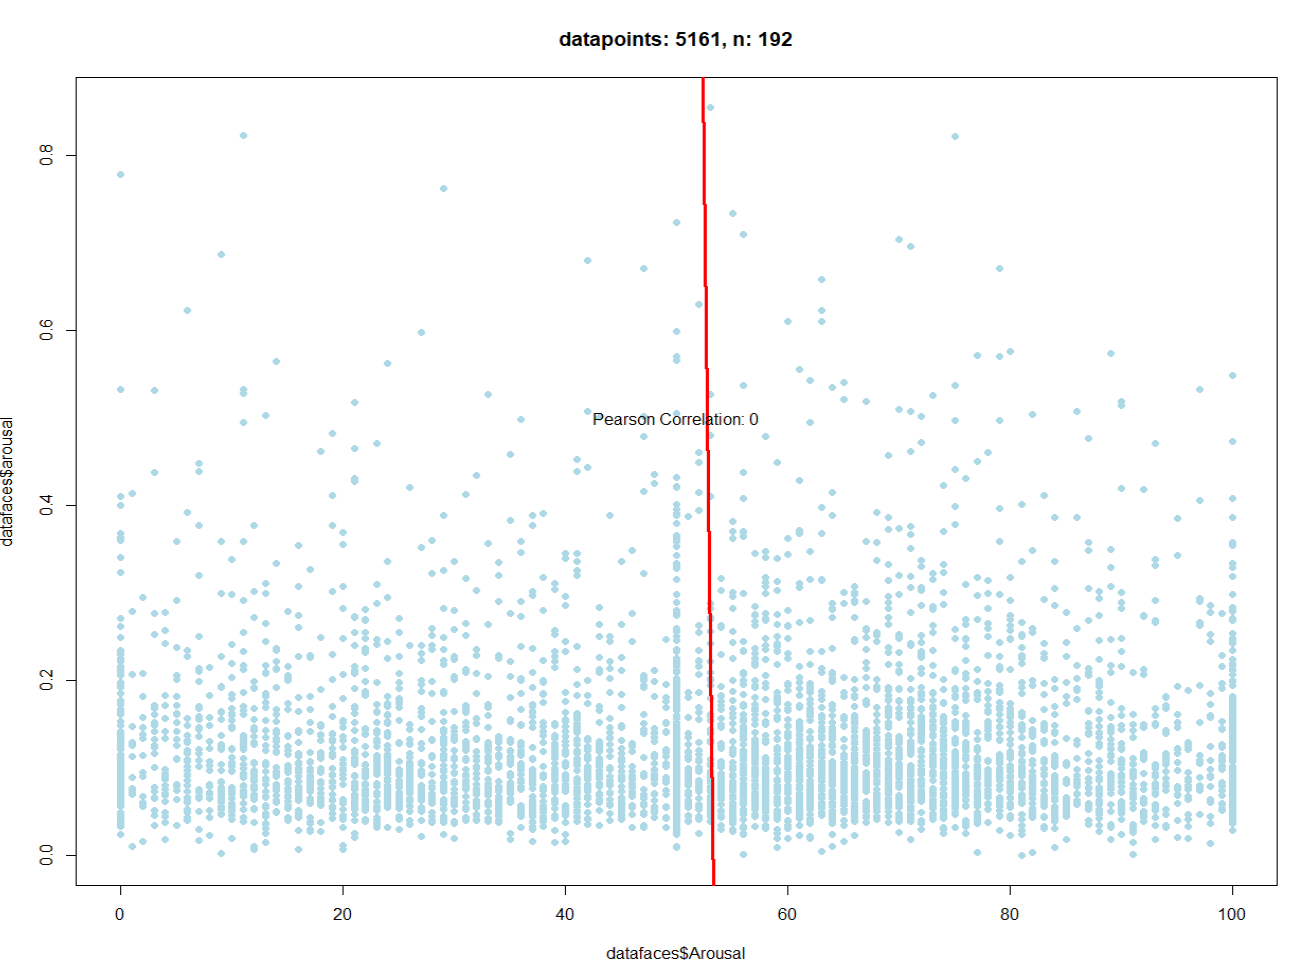 datapoints: 5161, n: 192
0.8
0.6
0.4
0.2
0.0
datafaces$arousal
Pearson Correlation: 0
0 20 40 60 80 100
datafaces$Arousal